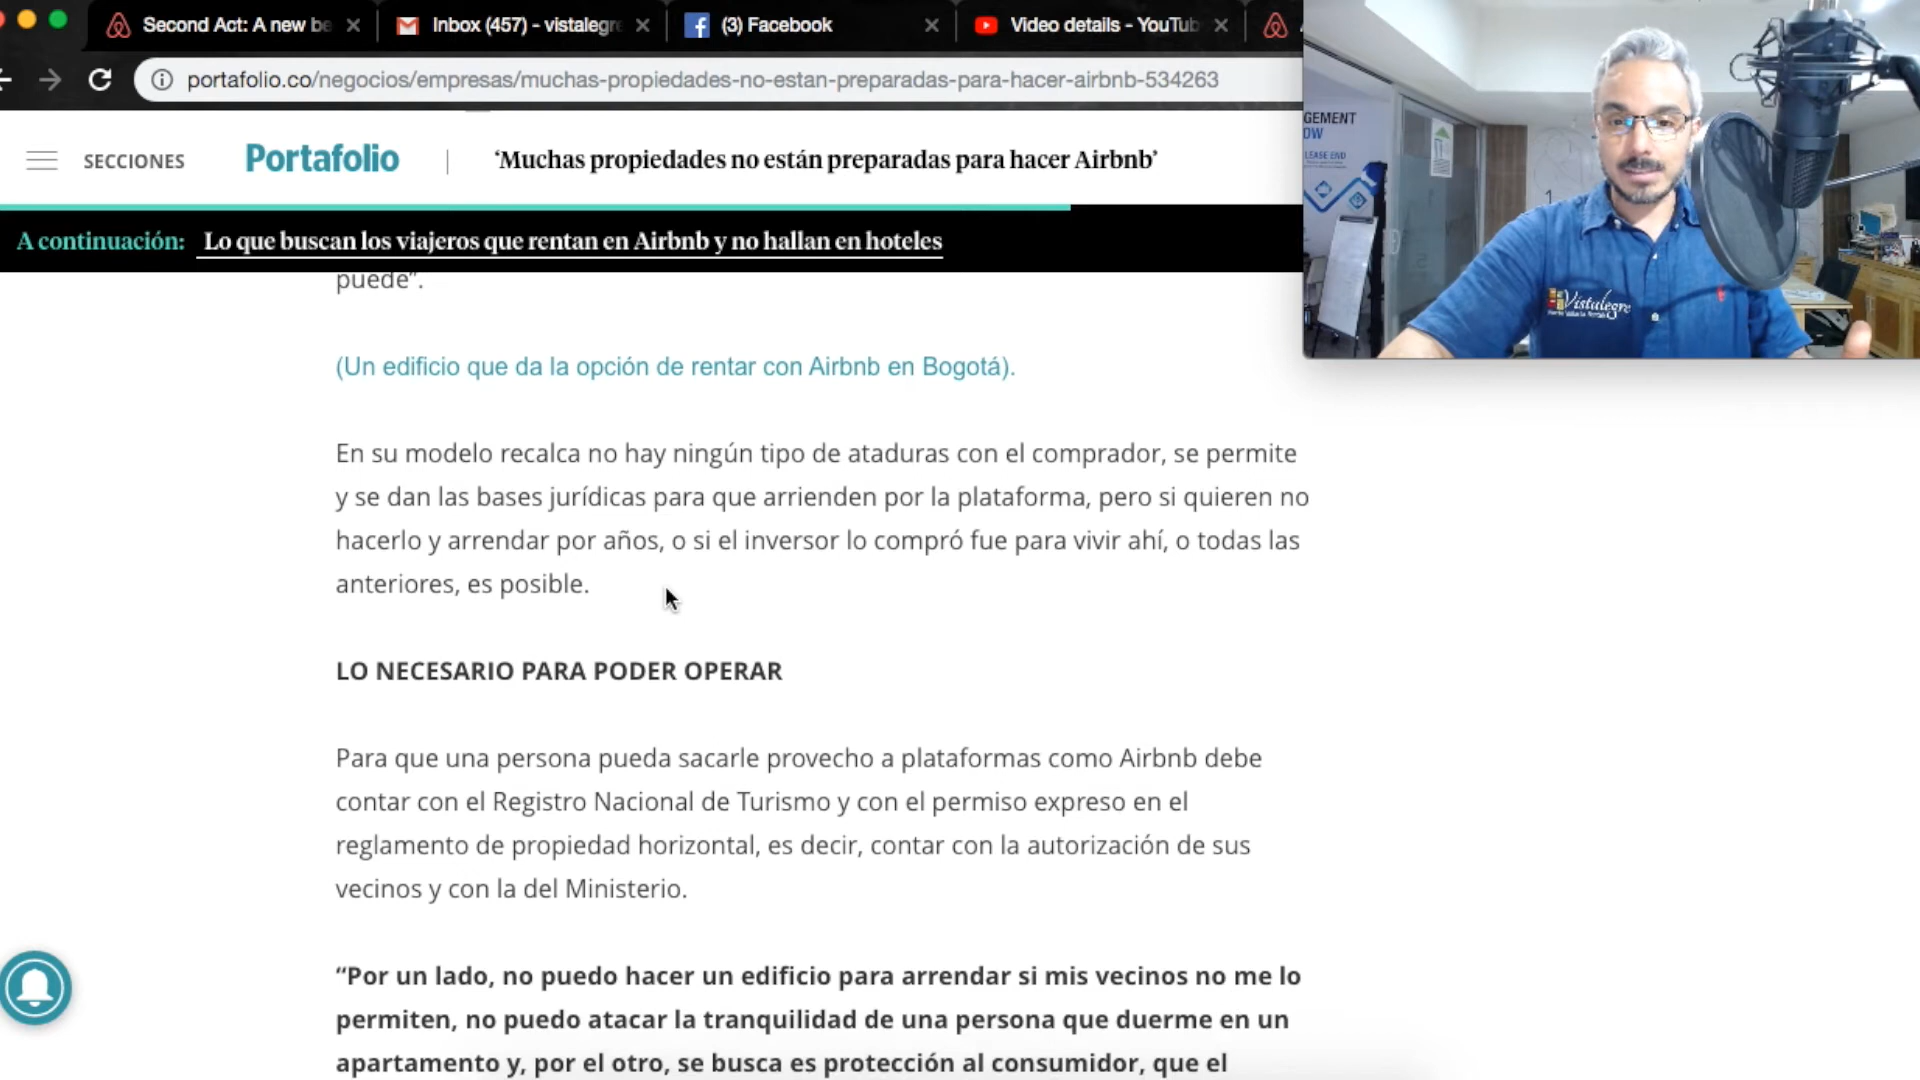 Second Act: A new be
Inbox (457) - vistalegre
(3) Facebook
Video details - YouTub
portafolio.co/negocios/empresas/muchas-propiedades-no-estan-preparadas-para-hacer-airbnb-534263
SECCIONES
Portafolio
‘Muchas propiedades no están preparadas para hacer Airbnb’
A continuación: Lo que buscan los viajeros que rentan en Airbnb y no hallan en hoteles
puede”.
(Un edificio que da la opción de rentar con Airbnb en Bogotá).
En su modelo recalca no hay ningún tipo de ataduras con el comprador, se permite
y se dan las bases jurídicas para que arrienden por la plataforma, pero si quieren no
hacerlo y arrendar por años, o si el inversor lo compró fue para vivir ahí, o todas las
anteriores, es posible.
LO NECESARIO PARA PODER OPERAR
Para que una persona pueda sacarle provecho a plataformas como Airbnb debe
contar con el Registro Nacional de Turismo y con el permiso expreso en el
reglamento de propiedad horizontal, es decir, contar con la autorización de sus
vecinos y con la del Ministerio.
“Por un lado, no puedo hacer un edificio para arrendar si mis vecinos no me lo
permiten, no puedo atacar la tranquilidad de una persona que duerme en un
apartamento y, por el otro, se busca es protección al consumidor, que el
GEMENT
OW
LEASE END
Vistalegre